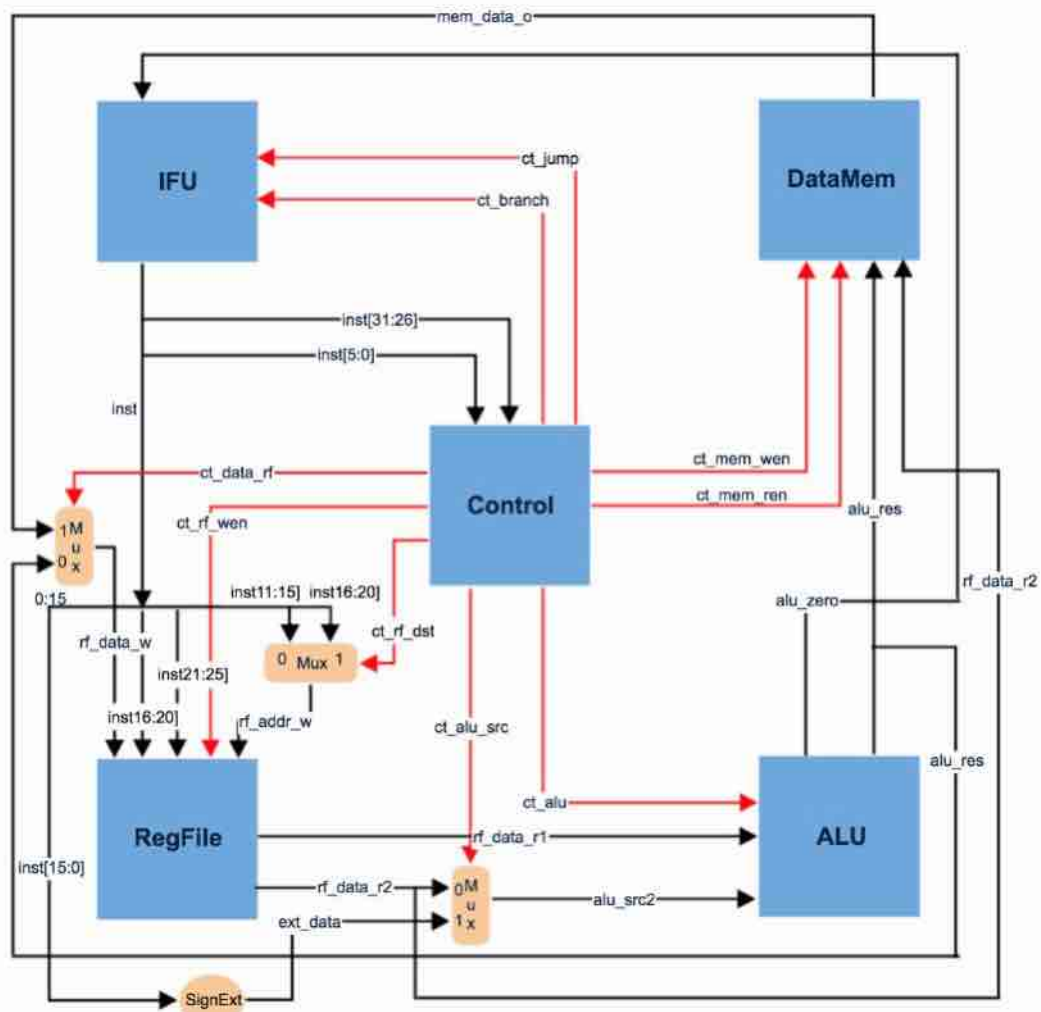 mem_data_o
IFU
ct_jump
ct_branch
DataMem
inst[31:26]
inst[5:0]
inst
Control
ct_data_rf
ct_mem_wen
ct_mem_ren
ct_rf_wen
alu_res
1 M
u
0 x
0:15
inst11:15]
inst16:20]
rf_data_r2
alu_zero
ct_rf_dst
rf_data_w
0 Mux 1
inst21:25]
inst16:20]
rf_addr_w
ct_alu_src
alu_res
ct_alu
RegFile
rf_data_r1
ALU
inst[15:0]
rf_data_r2
0 M
u
1 x
alu_src2
ext_data
SignExt